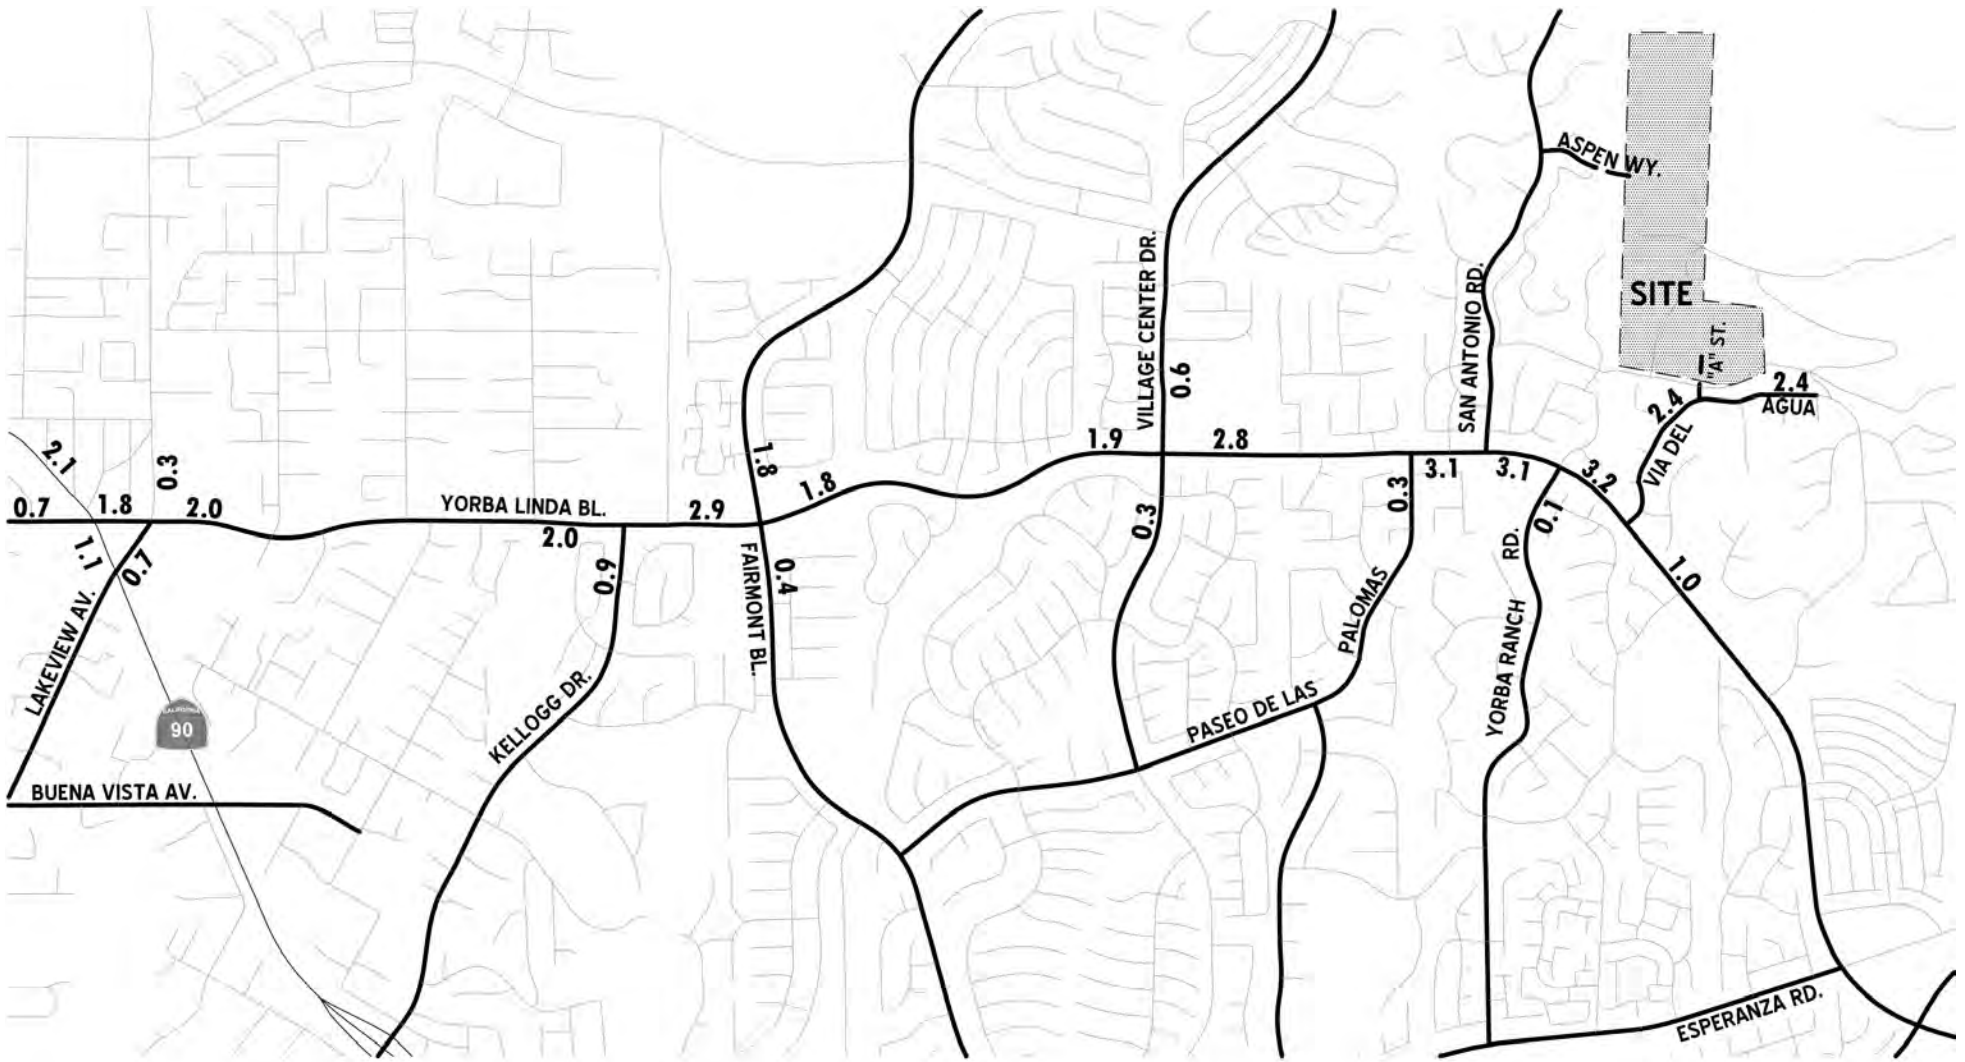 ASPEN WY.
VILLAGE CENTER DR.
SAN ANTONIO RD.
SITE
"A" ST.
0.6
2.4
AGUA
2.4
VIA DEL
2.1
0.3
1.8
1.8
1.9
2.8
3.1
3.1
3.2
0.7
1.8
2.0
YORBA LINDA BL.
2.0
2.9
0.3
0.3
0.1
1.1
0.7
0.9
FAIRMONT BL.
0.4
1.0
LAKEVIEW AV.
CALIFORNIA
90
KELLOGG DR.
PASEO DE LAS
PALOMAS
YORBA RANCH
RD.
BUENA VISTA AV.
ESPERANZA RD.